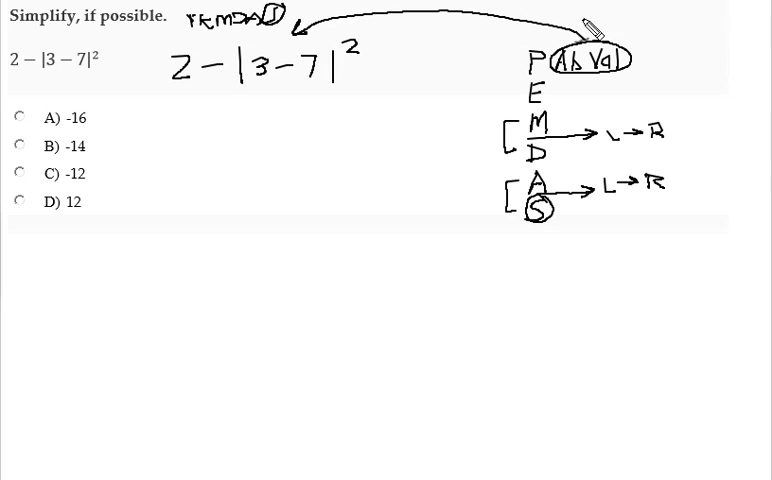 Simplify, if possible. PEMDAS
2 – |3 – 7|² 2 – |3 – 7|²
A) -16
B) -14
C) -12
D) 12
P Ab Val
E
M
D → L → R
A
S → L → R